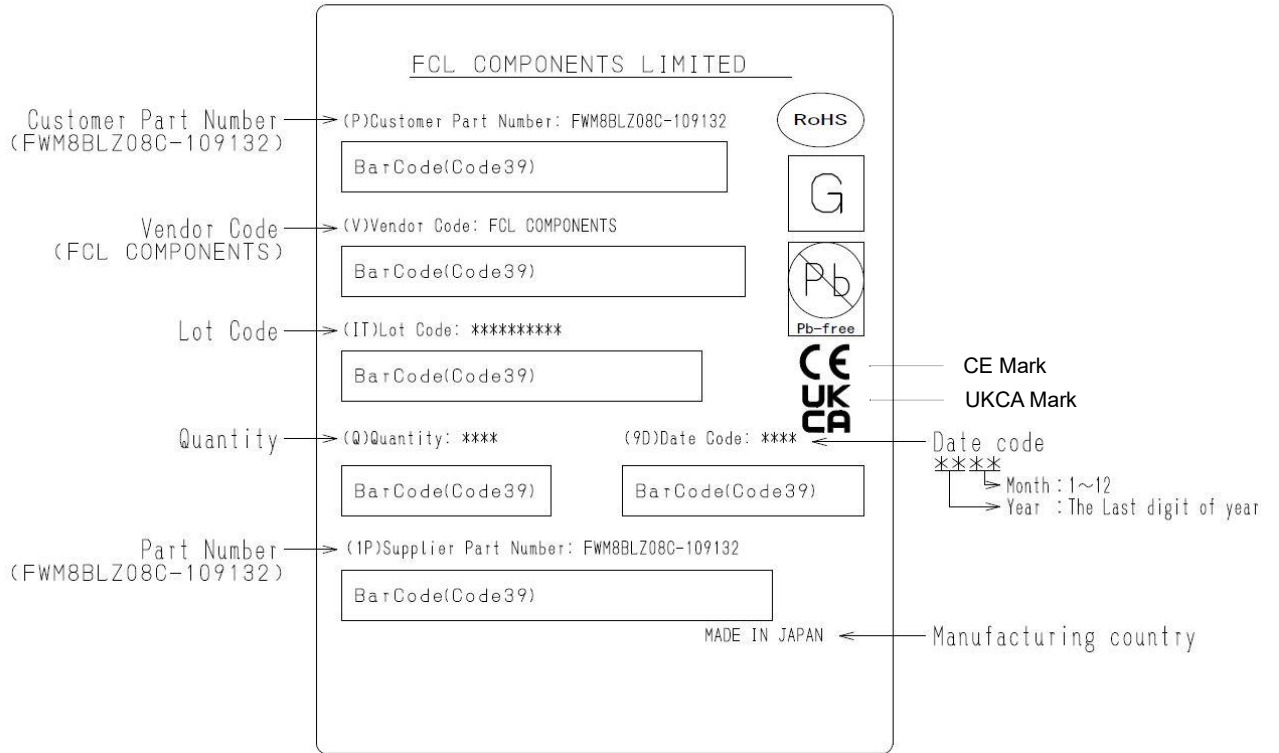 FCL COMPONENTS LIMITED
Customer Part Number
(FWM8BLZ08C-109132)
(P)Customer Part Number: FWM8BLZ08C-109132
BarCode(Code39)
RoHS
G
Vendor Code
(FCL COMPONENTS)
(V)Vendor Code: FCL COMPONENTS
BarCode(Code39)
Pb
Pb-free
Lot Code
(IT)Lot Code: **********
BarCode(Code39)
CE
CE Mark
UK
CA
UKCA Mark
Quantity
(Q)Quantity: ****
BarCode(Code39)
(9D)Date Code: ****
BarCode(Code39)
Date code
****
Month :1~12
Year :The Last digit of year
Part Number
(FWM8BLZ08C-109132)
(1P)Supplier Part Number: FWM8BLZ08C-109132
BarCode(Code39)
MADE IN JAPAN
Manufacturing country